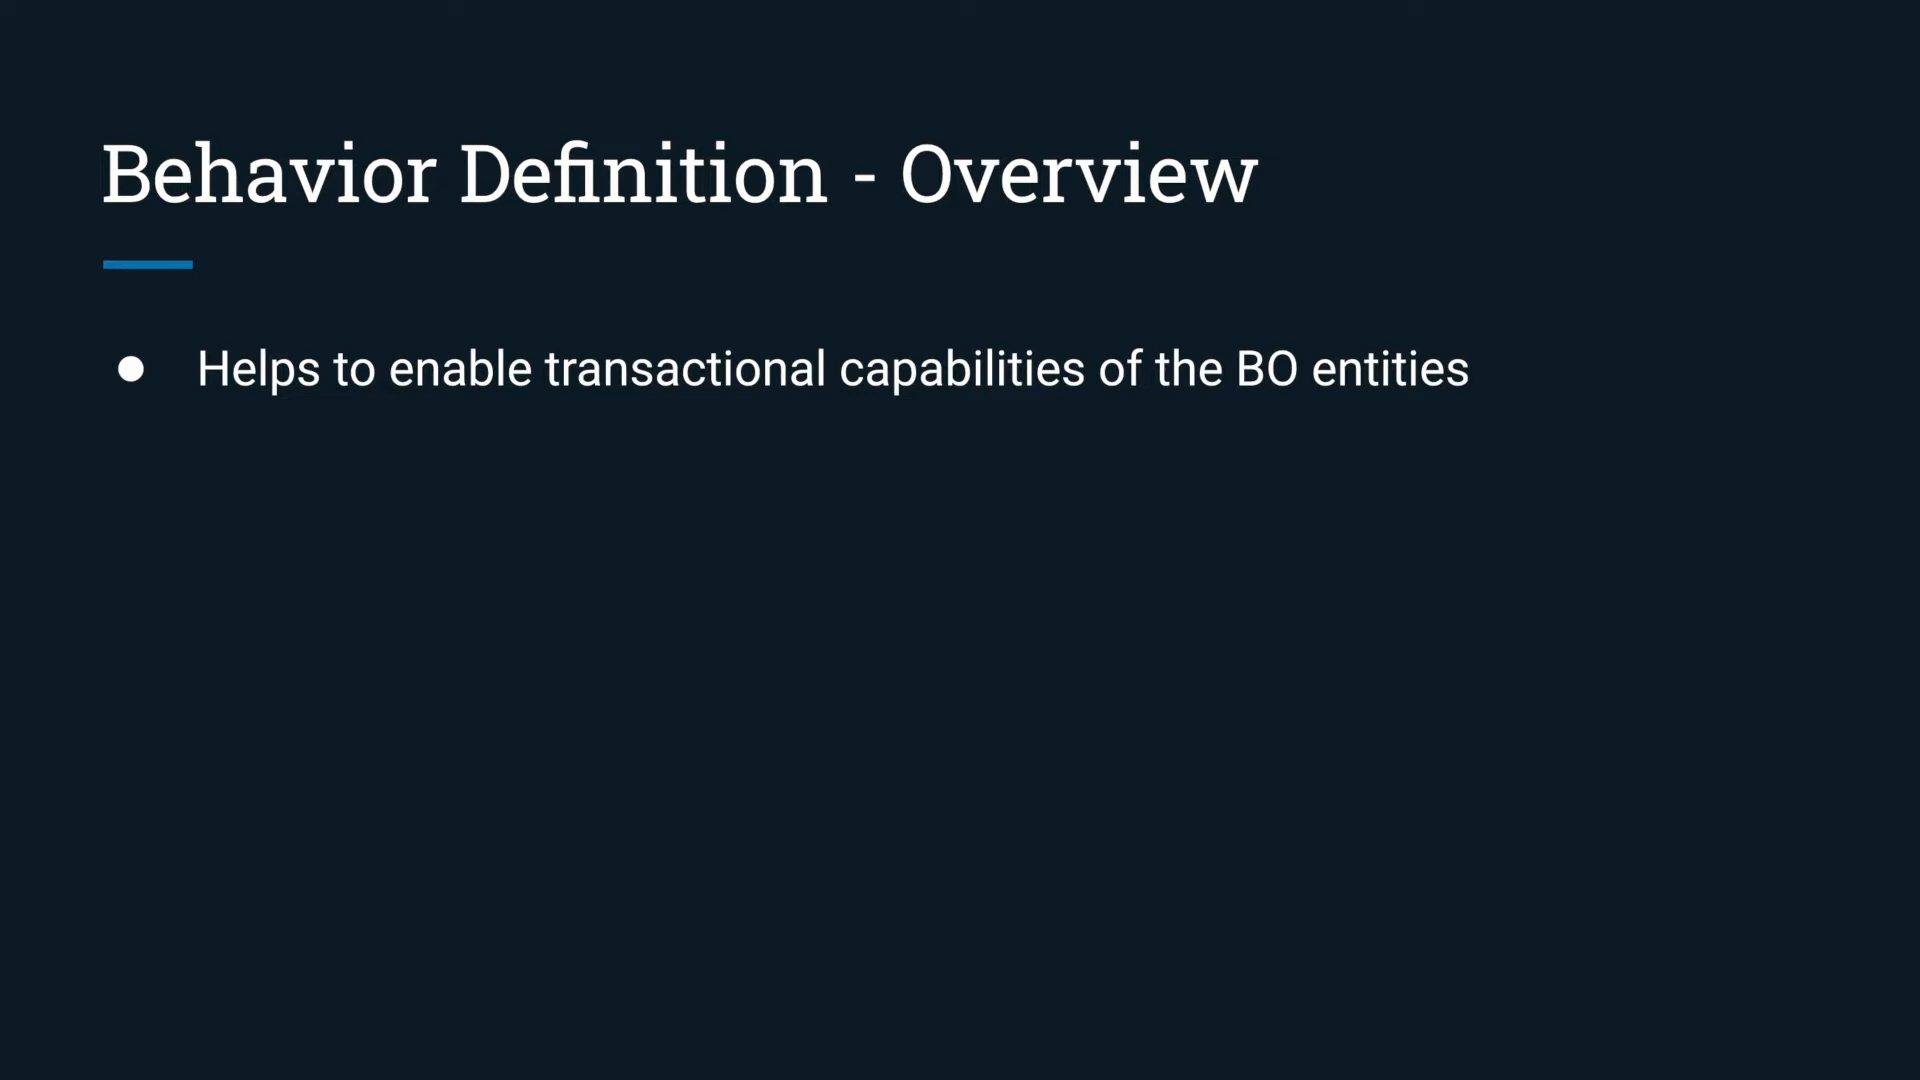 Behavior Definition - Overview
● Helps to enable transactional capabilities of the BO entities